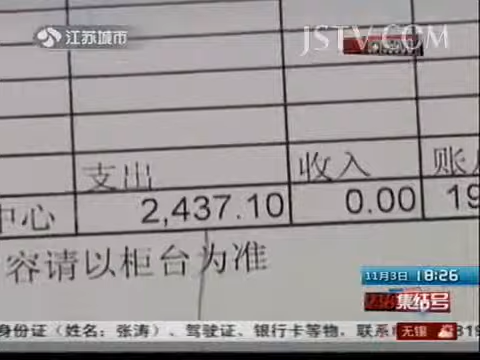 江苏城市
JSTV.COM
支出
收入
账
中心
2,437.10
0.00
19
容请以柜台为准
11月3日 18:26
集结号
身份证（姓名：张涛）、驾驶证、银行卡等物，联系
无锡
819